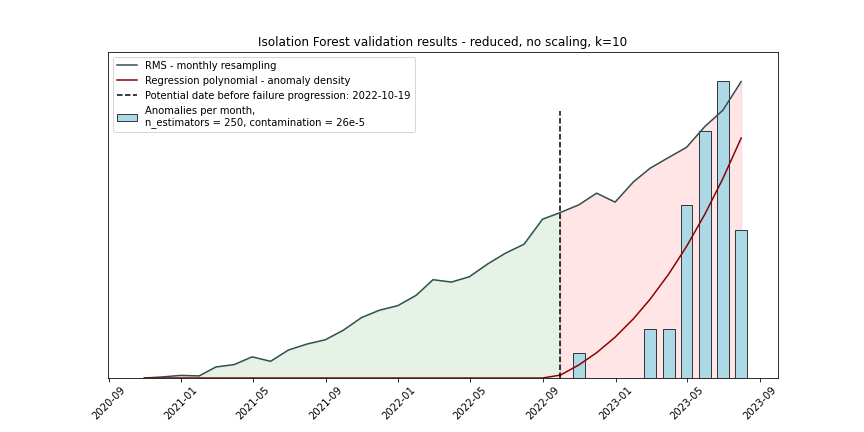 Isolation Forest validation results - reduced, no scaling, k=10
RMS - monthly resampling
Regression polynomial - anomaly density
Potential date before failure progression: 2022-10-19
Anomalies per month,
n_estimators = 250, contamination = 26e-5
2020-09
2021-01
2021-05
2021-09
2022-01
2022-05
2022-09
2023-01
2023-05
2023-09